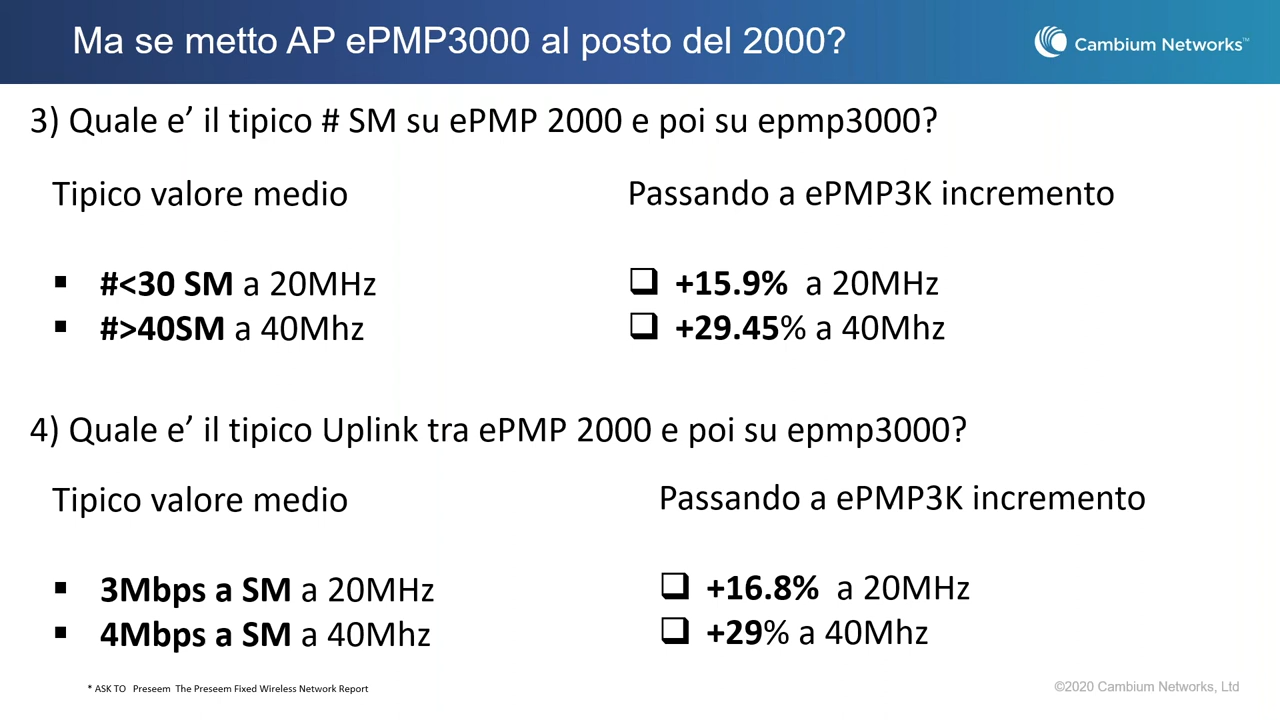 Ma se metto AP ePMP3000 al posto del 2000?
Cambium Networks™
3) Quale e’ il tipico # SM su ePMP 2000 e poi su epmp3000?
Tipico valore medio
Passando a ePMP3K incremento
▪ #<30 SM a 20MHz
▪ #>40SM a 40Mhz
❑ +15.9% a 20MHz
❑ +29.45% a 40Mhz
4) Quale e’ il tipico Uplink tra ePMP 2000 e poi su epmp3000?
Tipico valore medio
Passando a ePMP3K incremento
▪ 3Mbps a SM a 20MHz
▪ 4Mbps a SM a 40Mhz
❑ +16.8% a 20MHz
❑ +29% a 40Mhz
* ASK TO Preseem The Preseem Fixed Wireless Network Report
©2020 Cambium Networks, Ltd